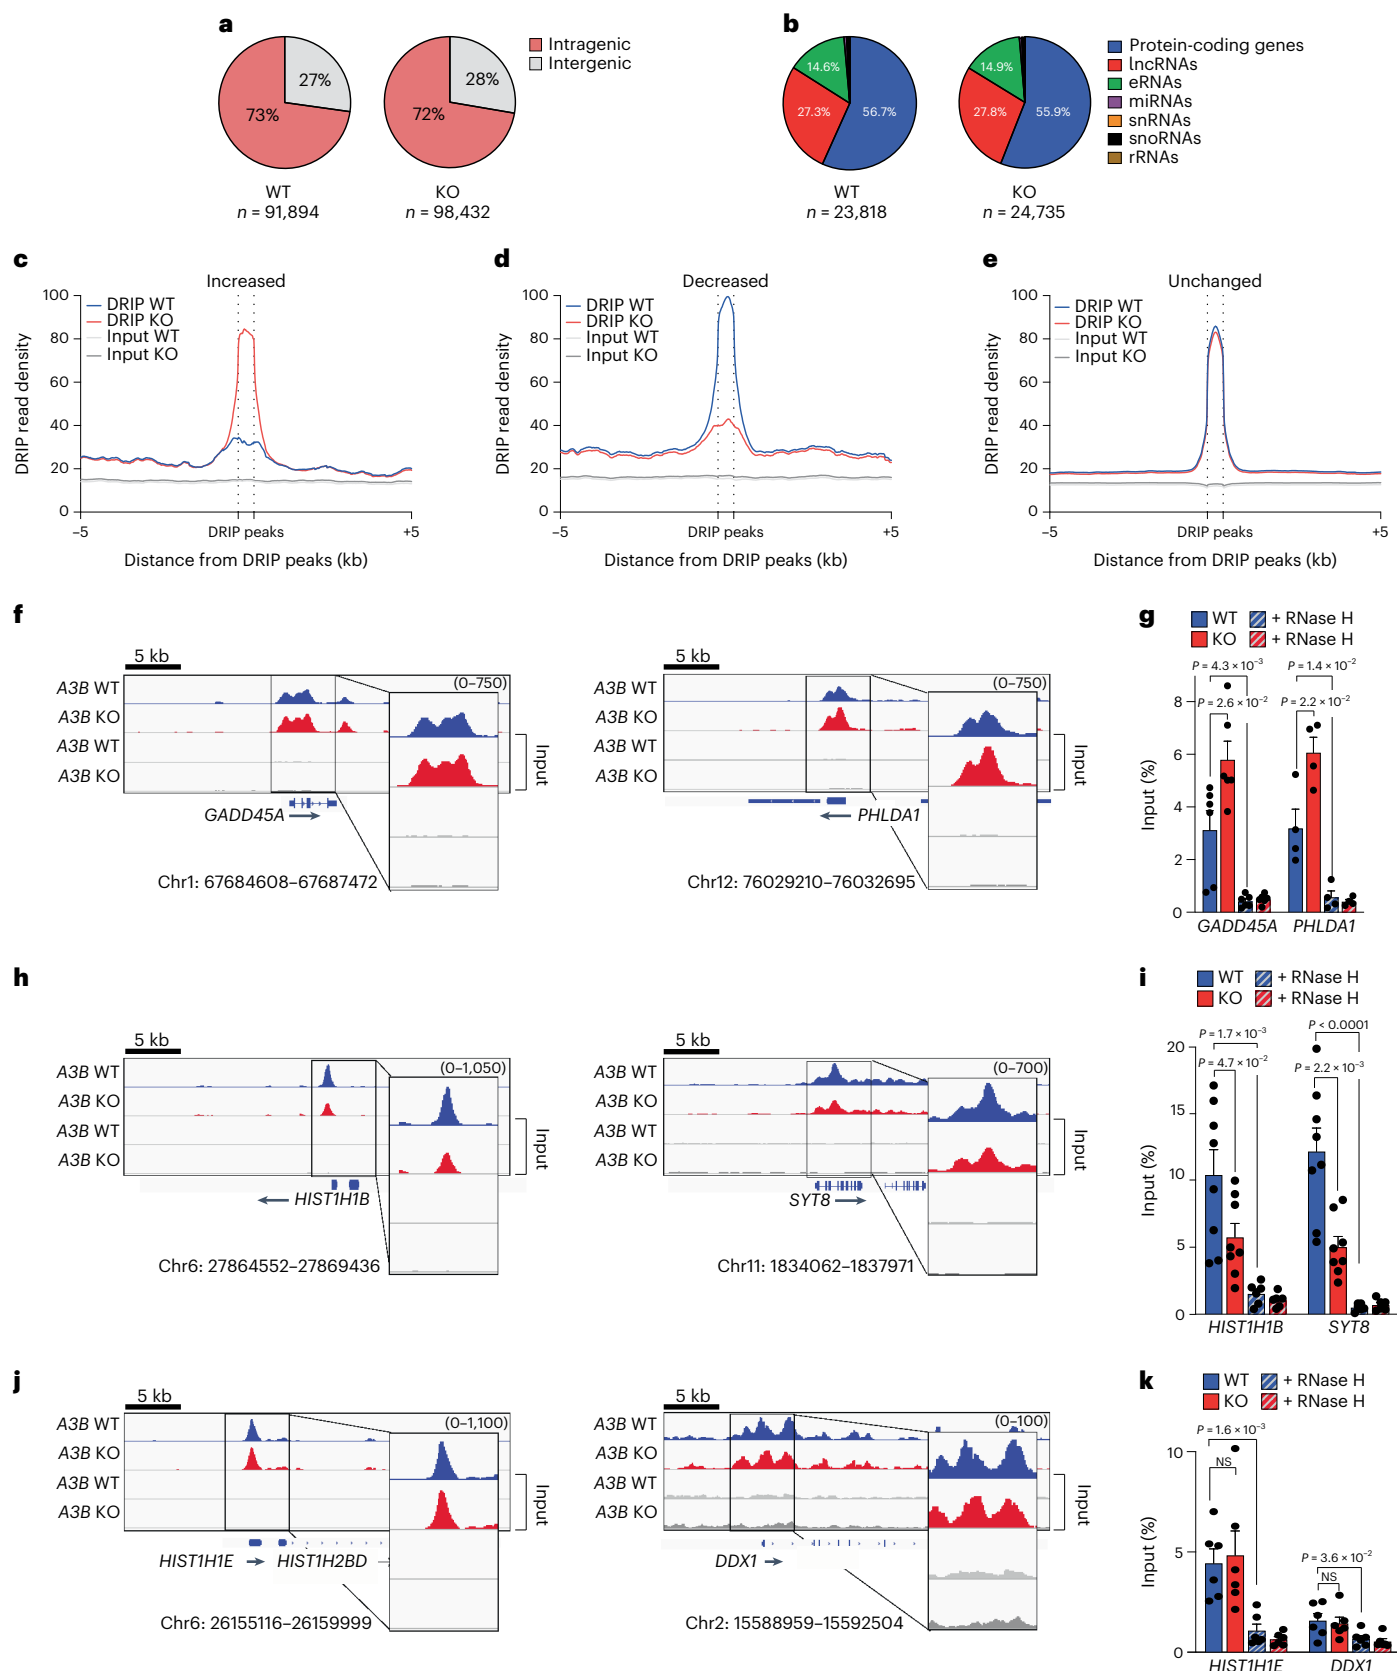 a
73%
27%
WT
n = 91,894
72%
28%
KO
n = 98,432
Intragenic
Intergenic
b
14.6%
27.3%
56.7%
WT
n = 23,818
14.9%
27.8%
55.9%
KO
n = 24,735
Protein-coding genes
lncRNAs
eRNAs
miRNAs
snRNAs
snoRNAs
rRNAs
c
Increased
DRIP WT
DRIP KO
Input WT
Input KO
DRIP read density
100
80
60
40
20
0
–5
DRIP peaks
+5
Distance from DRIP peaks (kb)
d
Decreased
DRIP WT
DRIP KO
Input WT
Input KO
DRIP read density
100
80
60
40
20
0
–5
DRIP peaks
+5
Distance from DRIP peaks (kb)
e
Unchanged
DRIP WT
DRIP KO
Input WT
Input KO
DRIP read density
100
80
60
40
20
0
–5
DRIP peaks
+5
Distance from DRIP peaks (kb)
f
5 kb
A3B WT
A3B KO
A3B WT
A3B KO
(0–750)
Input
GADD45A
Chr1: 67684608–67687472
5 kb
A3B WT
A3B KO
A3B WT
A3B KO
(0–750)
Input
PHLDA1
Chr12: 76029210–76032695
g
WT + RNase H
KO + RNase H
P = 4.3 × 10⁻³ P = 1.4 × 10⁻²
P = 2.6 × 10⁻² P = 2.2 × 10⁻²
Input (%)
8
6
4
2
0
GADD45A PHLDA1
h
5 kb
A3B WT
A3B KO
A3B WT
A3B KO
(0–1,050)
Input
HIST1H1B
Chr6: 27864552–27869436
5 kb
A3B WT
A3B KO
A3B WT
A3B KO
(0–700)
Input
SYT8
Chr11: 1834062–1837971
i
WT + RNase H
KO + RNase H
P < 0.0001
P = 1.7 × 10⁻³
P = 4.7 × 10⁻² P = 2.2 × 10⁻³
Input (%)
20
15
10
5
0
HIST1H1B SYT8
j
5 kb
A3B WT
A3B KO
A3B WT
A3B KO
(0–1,100)
Input
HIST1H1E HIST1H2BD
Chr6: 26155116–26159999
5 kb
A3B WT
A3B KO
A3B WT
A3B KO
(0–100)
Input
DDX1
Chr2: 15588959–15592504
k
WT + RNase H
KO + RNase H
P = 1.6 × 10⁻³
NS
P = 3.6 × 10⁻²
NS
Input (%)
10
5
0
HIST1H1E DDX1